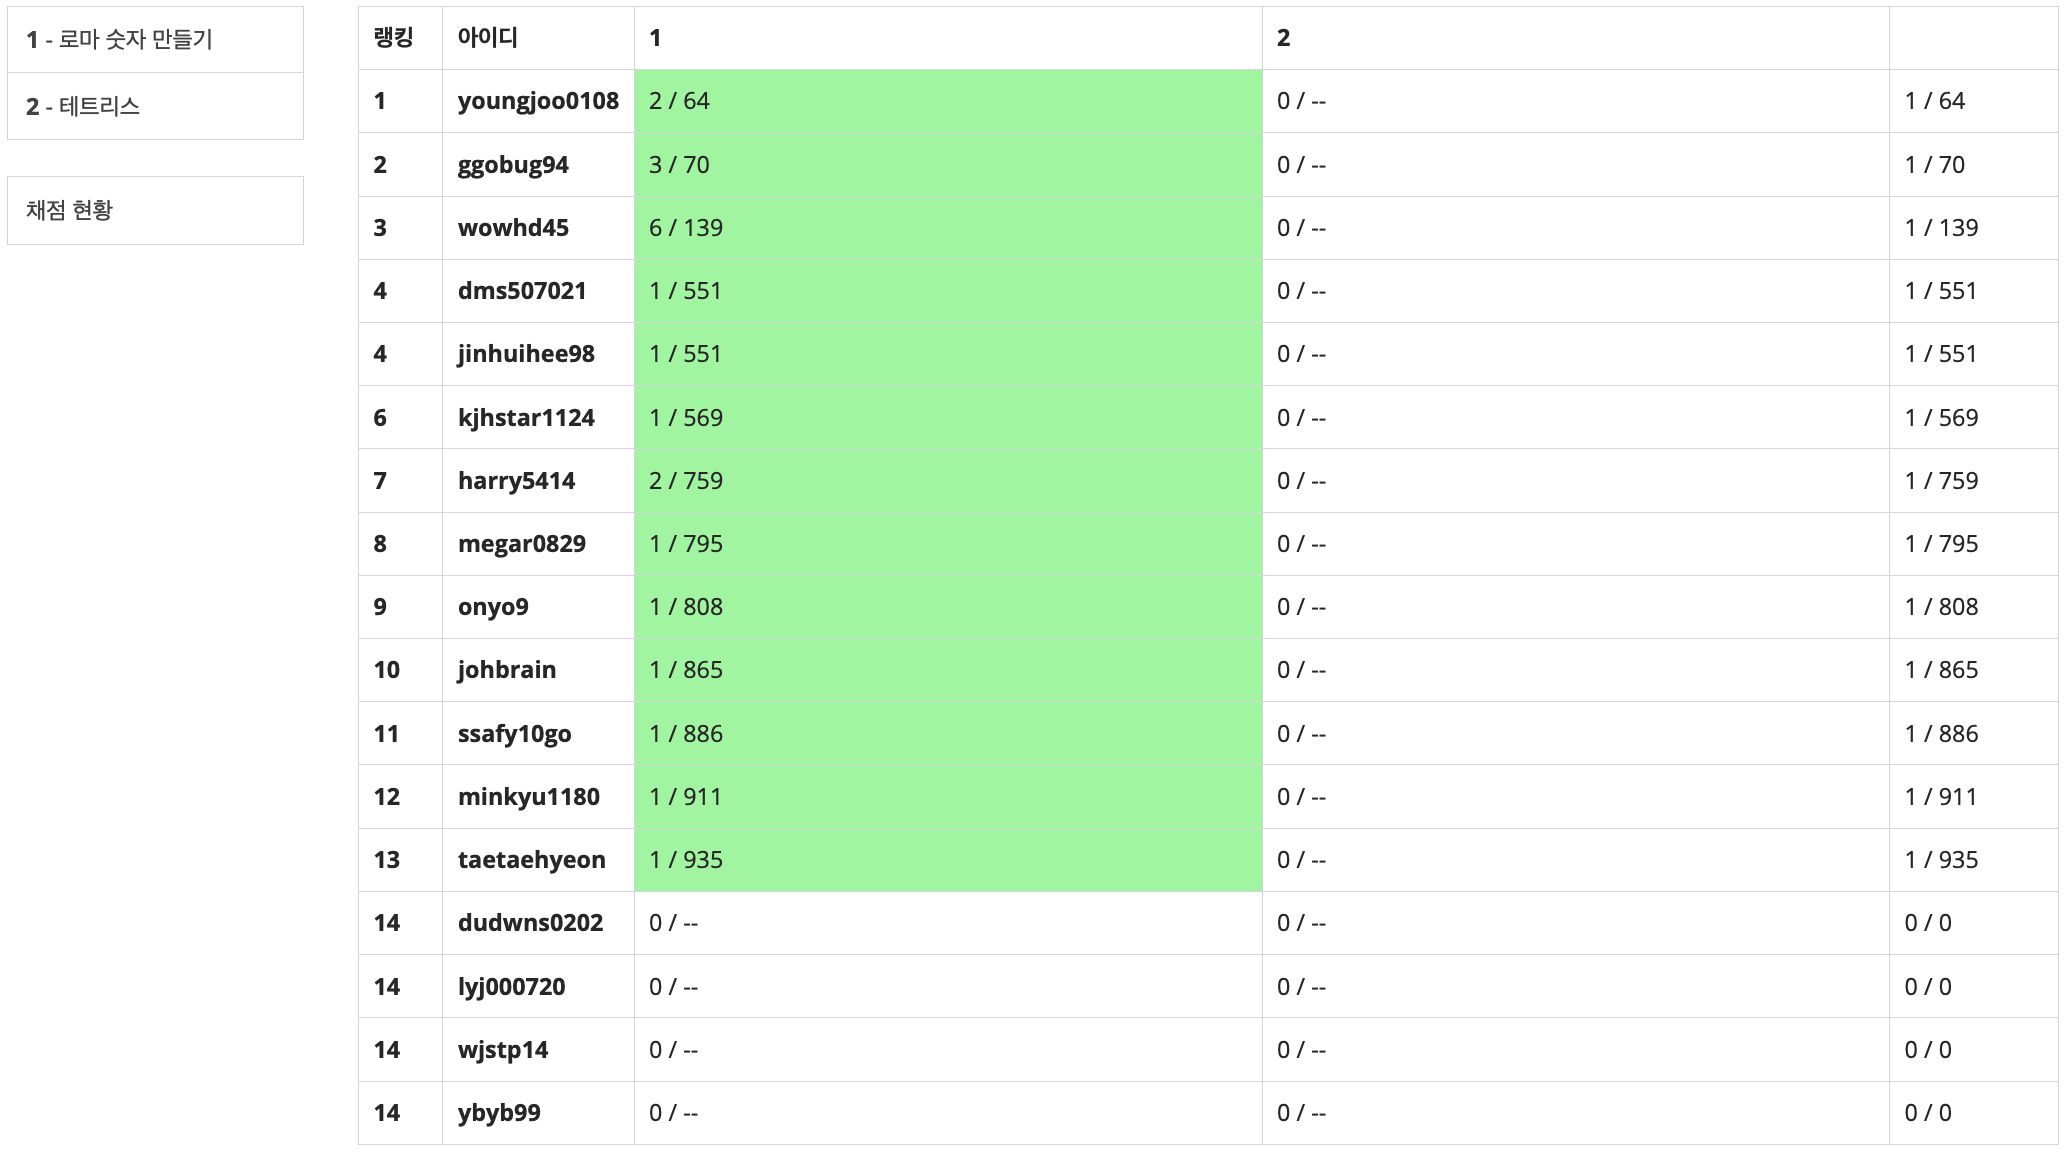 1 - 로마 숫자 만들기
2 - 테트리스
채점 현황
랭킹 아이디 1 2
1 youngjoo0108 2 / 64 0 / -- 1 / 64
2 ggobug94 3 / 70 0 / -- 1 / 70
3 wowhd45 6 / 139 0 / -- 1 / 139
4 dms507021 1 / 551 0 / -- 1 / 551
4 jinhuihee98 1 / 551 0 / -- 1 / 551
6 kjhstar1124 1 / 569 0 / -- 1 / 569
7 harry5414 2 / 759 0 / -- 1 / 759
8 megar0829 1 / 795 0 / -- 1 / 795
9 onyo9 1 / 808 0 / -- 1 / 808
10 johbrain 1 / 865 0 / -- 1 / 865
11 ssafy10go 1 / 886 0 / -- 1 / 886
12 minkyu1180 1 / 911 0 / -- 1 / 911
13 taetaehyeon 1 / 935 0 / -- 1 / 935
14 dudwns0202 0 / -- 0 / -- 0 / 0
14 lyj000720 0 / -- 0 / -- 0 / 0
14 wjstp14 0 / -- 0 / -- 0 / 0
14 ybyb99 0 / -- 0 / -- 0 / 0